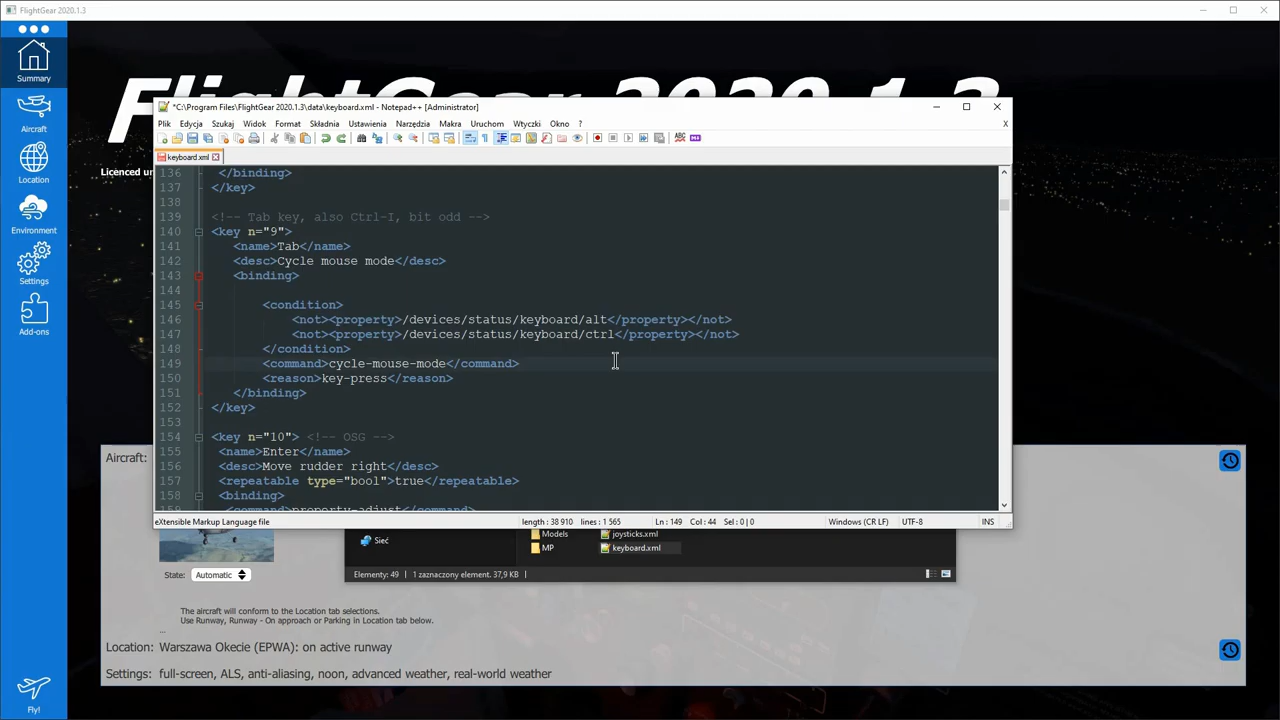 FlightGear 2020.1.3
FlightGear 2020.1.3
Summary
Aircraft
Location
Environment
Settings
Add-ons
Fly!
Licenced un
*C:\Program Files\FlightGear 2020.1.3\data\keyboard.xml - Notepad++ [Administrator]
Plik Edycja Szukaj Widok Format Składnia Ustawienia Narzędzia Makra Uruchom Wtyczki Okno ? X
keyboard.xml
136 </binding>
137 </key>
138
139 <!-- Tab key, also Ctrl-I, bit odd -->
140 <key n="9">
141 <name>Tab</name>
142 <desc>Cycle mouse mode</desc>
143 <binding>
144
145 <condition>
146 <not><property>/devices/status/keyboard/alt</property></not>
147 <not><property>/devices/status/keyboard/ctrl</property></not>
148 </condition>
149 <command>cycle-mouse-mode</command>
150 <reason>key-press</reason>
151 </binding>
152 </key>
153
154 <key n="10"> <!-- OSG -->
155 <name>Enter</name>
156 <desc>Move rudder right</desc>
157 <repeatable type="bool">true</repeatable>
158 <binding>
159 <command>property-adjust</command>
eXtensible Markup Language file length : 38 910 lines : 1 565 Ln : 149 Col : 44 Sel : 0 | 0 Windows (CR LF) UTF-8 INS
Sieć
Models
MP
joysticks.xml
keyboard.xml
Elementy: 49 | 1 zaznaczony element. 37,9 KB |
Aircraft:
State: Automatic
The aircraft will conform to the Location tab selections.
Use Runway, Runway - On approach or Parking in Location tab below.
...
Location: Warszawa Okecie (EPWA): on active runway
Settings: full-screen, ALS, anti-aliasing, noon, advanced weather, real-world weather